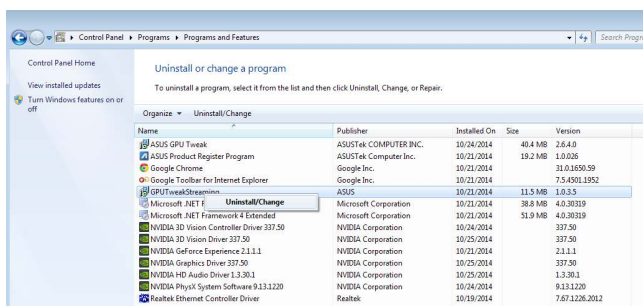 Control Panel ▸ Programs ▸ Programs and Features
Search Progr
Control Panel Home
View installed updates
Turn Windows features on or off
Uninstall or change a program
To uninstall a program, select it from the list and then click Uninstall, Change, or Repair.
Organize Uninstall/Change
Name Publisher Installed On Size Version
ASUS GPU Tweak ASUSTek COMPUTER INC. 10/24/2014 40.4 MB 2.6.4.0
ASUS Product Register Program ASUSTek Computer Inc. 10/21/2014 19.2 MB 1.0.026
Google Chrome Google Inc. 10/21/2014 31.0.1650.59
Google Toolbar for Internet Explorer Google Inc. 10/21/2014 7.5.4501.1952
GPUTweakStreaming ASUS 10/21/2014 11.5 MB 1.0.3.5
Uninstall/Change
Microsoft .NET F Microsoft Corporation 10/21/2014 38.8 MB 4.0.30319
Microsoft .NET Framework 4 Extended Microsoft Corporation 10/21/2014 51.9 MB 4.0.30319
NVIDIA 3D Vision Controller Driver 337.50 NVIDIA Corporation 10/24/2014 337.50
NVIDIA 3D Vision Driver 337.50 NVIDIA Corporation 10/25/2014 337.50
NVIDIA GeForce Experience 2.1.1.1 NVIDIA Corporation 10/21/2014 2.1.1.1
NVIDIA Graphics Driver 337.50 NVIDIA Corporation 10/25/2014 337.50
NVIDIA HD Audio Driver 1.3.30.1 NVIDIA Corporation 10/25/2014 1.3.30.1
NVIDIA PhysX System Software 9.13.1220 NVIDIA Corporation 10/24/2014 9.13.1220
Realtek Ethernet Controller Driver Realtek 10/19/2014 7.67.1226.2012